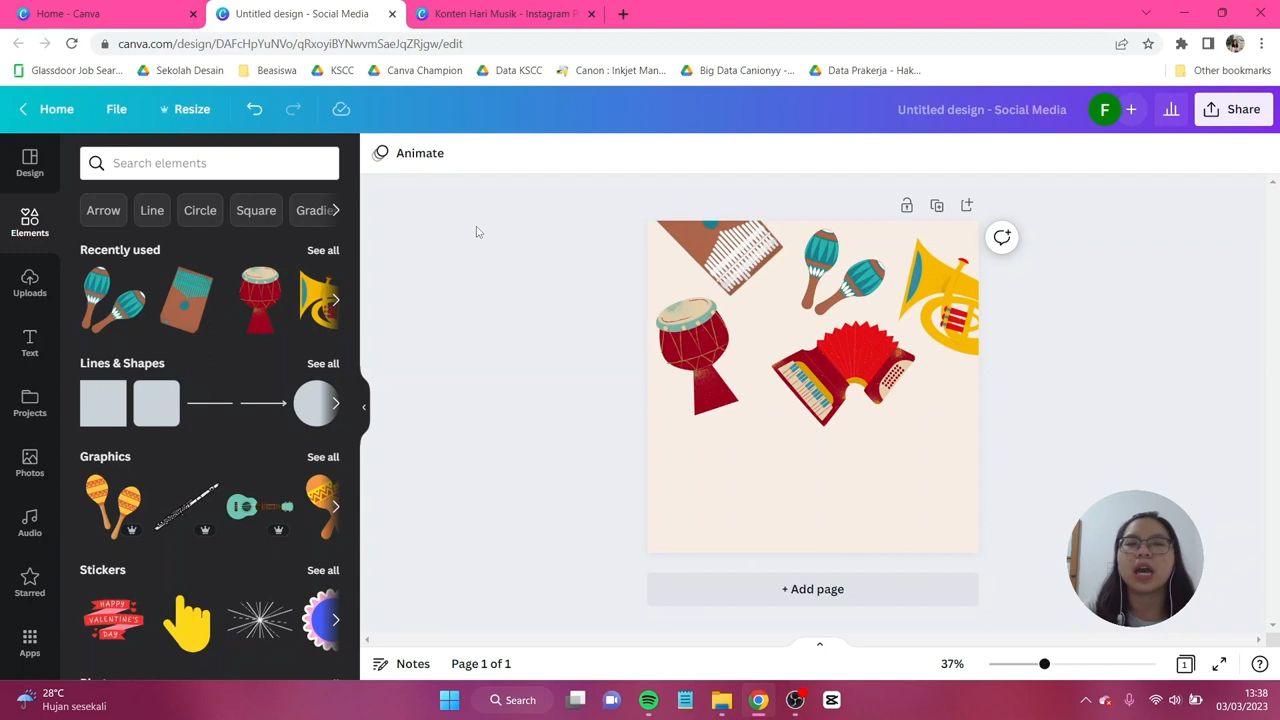 Home - Canva
Untitled design - Social Media
Konten Hari Musik - Instagram P
canva.com/design/DAFcHpYuNVo/qRxoyiBYNwvmSaeJqZRjgw/edit
Glassdoor Job Sear...
Sekolah Desain
Beasiswa
KSCC
Canva Champion
Data KSCC
Canon : Inkjet Man...
Big Data Canionyy -...
Data Prakerja - Hak...
Other bookmarks
Home
File
Resize
Untitled design - Social Media
F
Share
Design
Elements
Uploads
Text
Projects
Photos
Audio
Starred
Apps
Search elements
Arrow
Line
Circle
Square
Gradie
Recently used
See all
Lines & Shapes
See all
Graphics
See all
Stickers
See all
HAPPY
VALENTINE'S
DAY
Animate
+ Add page
Notes
Page 1 of 1
37%
1
28°C
Hujan sesekali
Search
13:38
03/03/2023